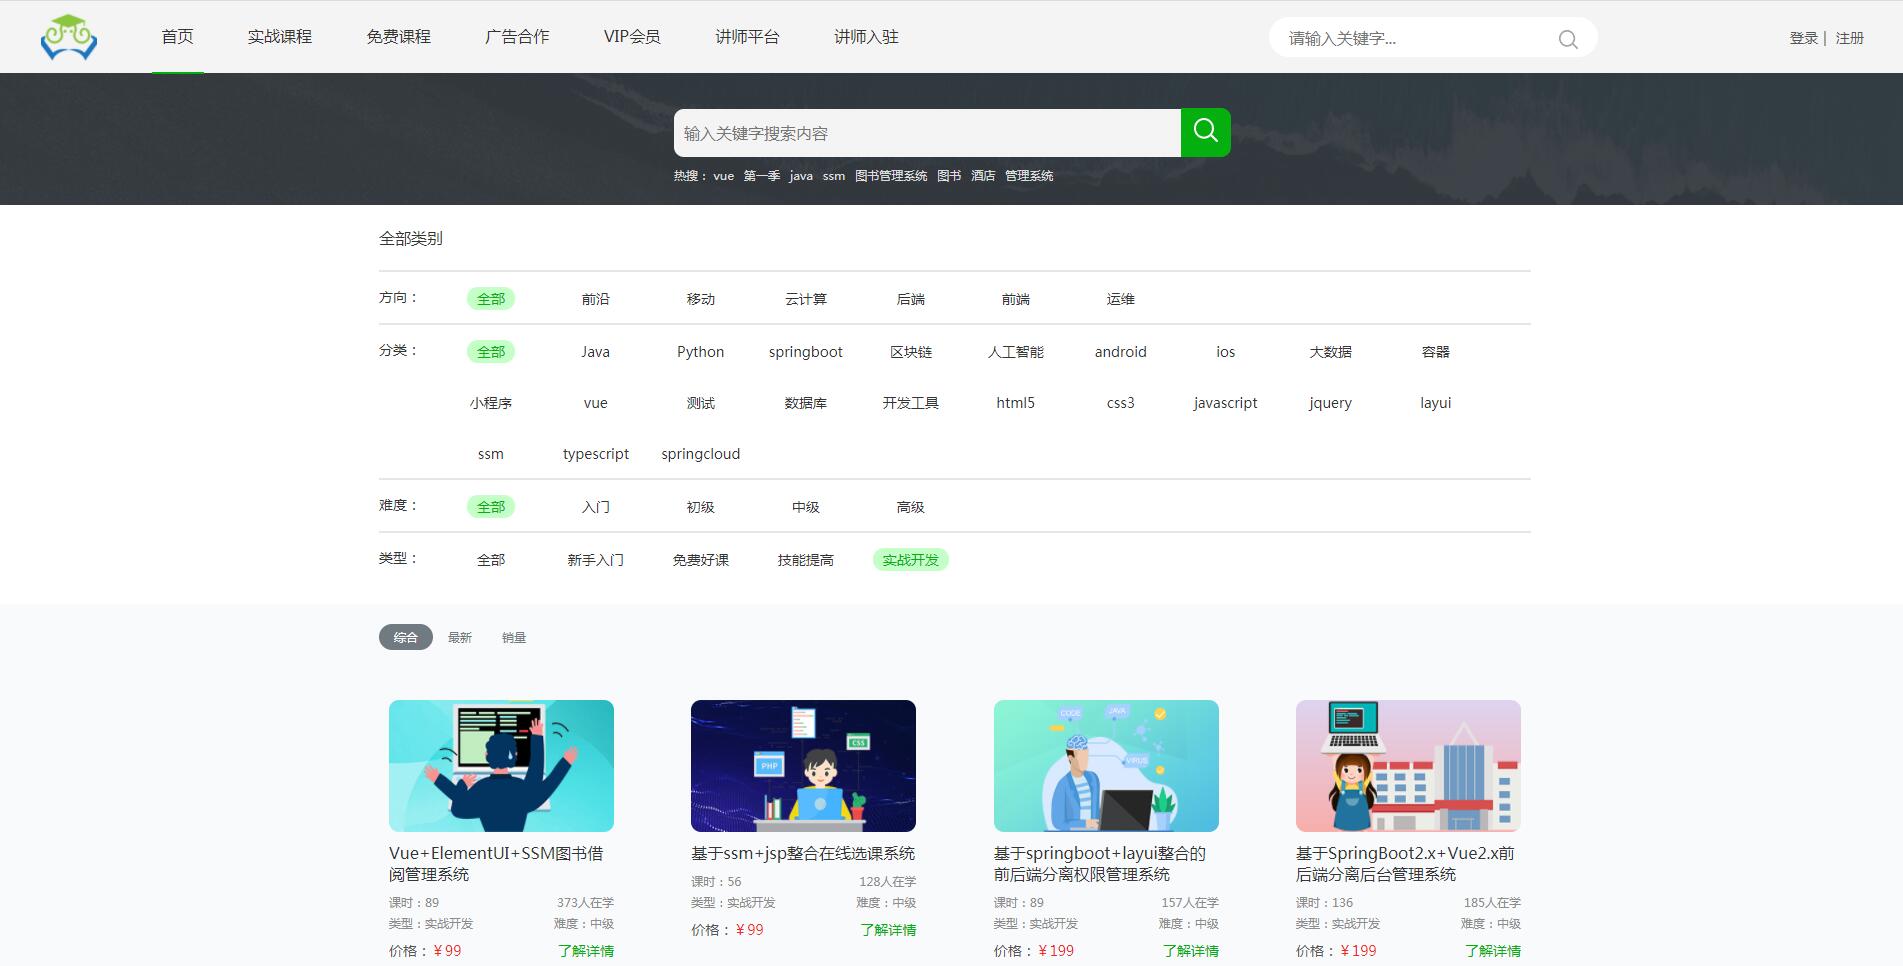 首页 实战课程 免费课程 广告合作 VIP会员 讲师平台 讲师入驻 请输入关键字... 登录 | 注册
输入关键字搜索内容
热搜： vue 第一季 java ssm 图书管理系统 图书 酒店 管理系统
全部类别
方向： 全部 前沿 移动 云计算 后端 前端 运维
分类： 全部 Java Python springboot 区块链 人工智能 android ios 大数据 容器
小程序 vue 测试 数据库 开发工具 html5 css3 javascript jquery layui
ssm typescript springcloud
难度： 全部 入门 初级 中级 高级
类型： 全部 新手入门 免费好课 技能提高 实战开发
综合 最新 销量
PHP
CSS
CODE
JAVA
VIRUS
Vue+ElementUI+SSM图书借
阅管理系统
课时：89 373人在学
类型：实战开发 难度：中级
价格：￥99 了解详情
基于ssm+jsp整合在线选课系统
课时：56 128人在学
类型：实战开发 难度：中级
价格：￥99 了解详情
基于springboot+layui整合的
前后端分离权限管理系统
课时：89 157人在学
类型：实战开发 难度：中级
价格：￥199 了解详情
基于SpringBoot2.x+Vue2.x前
后端分离后台管理系统
课时：136 185人在学
类型：实战开发 难度：中级
价格：￥199 了解详情